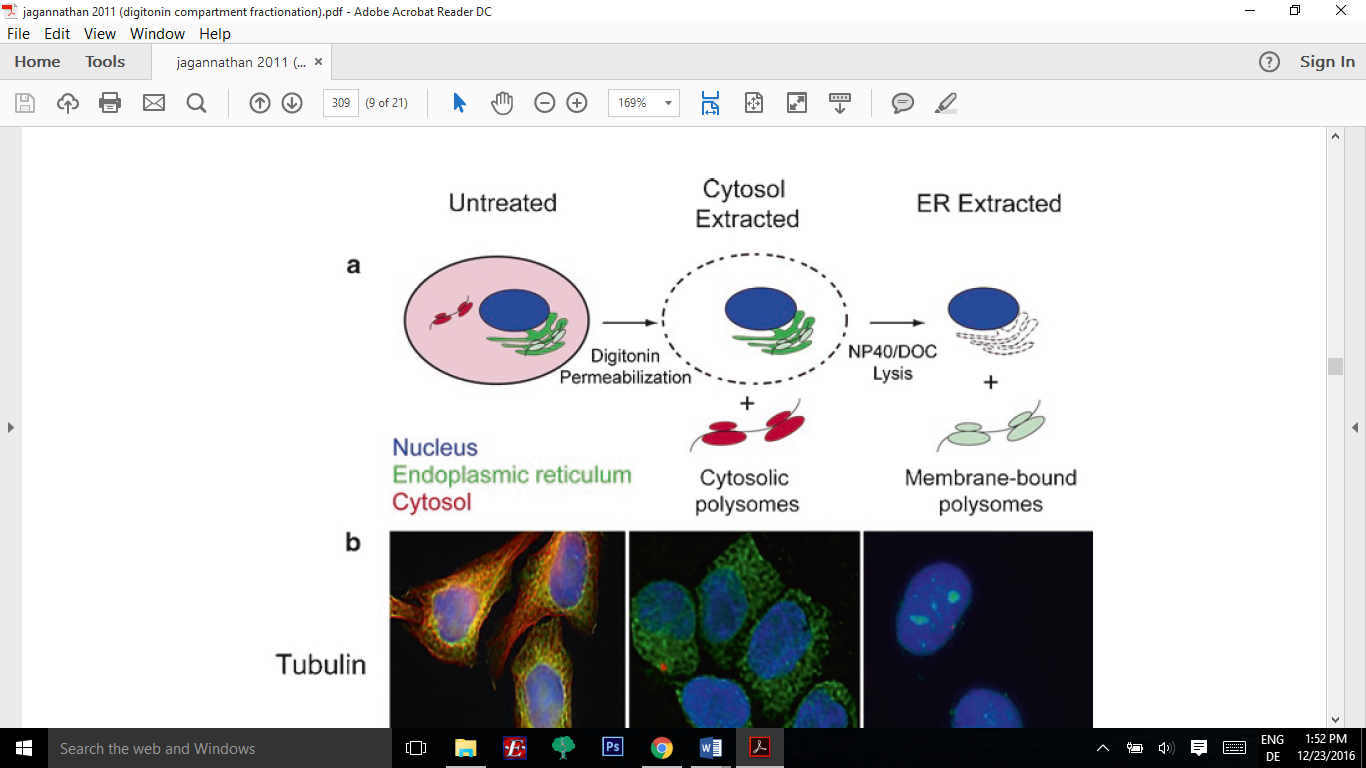 jagannathan 2011 (digitonin compartment fractionation).pdf - Adobe Acrobat Reader DC
File Edit View Window Help
Home Tools jagannathan 2011 (... × Sign In
309 (9 of 21) 169%
Untreated
Cytosol
Extracted
ER Extracted
a
Digitonin
Permeabilization
NP40/DOC
Lysis
+
+
Nucleus
Endoplasmic reticulum
Cytosol
Cytosolic
polysomes
Membrane-bound
polysomes
b
Tubulin
Search the web and Windows
Ps
ENG
DE
1:52 PM
12/23/2016